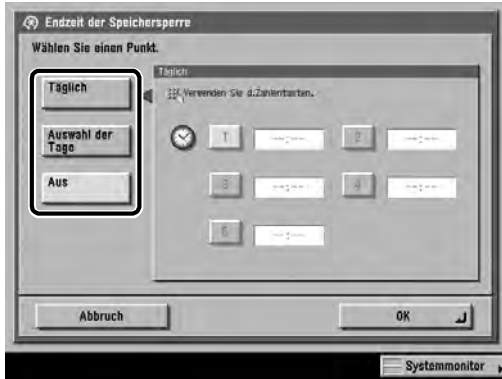 Endzeit der Speichersperre
Wählen Sie einen Punkt.
Täglich
Täglich
Verwenden Sie d.Zahlentasten.
Auswahl der
Tage
Aus
1 --:-- 2 --:--
3 --:-- 4 --:--
5 --:--
Abbruch
OK
Systemmonitor